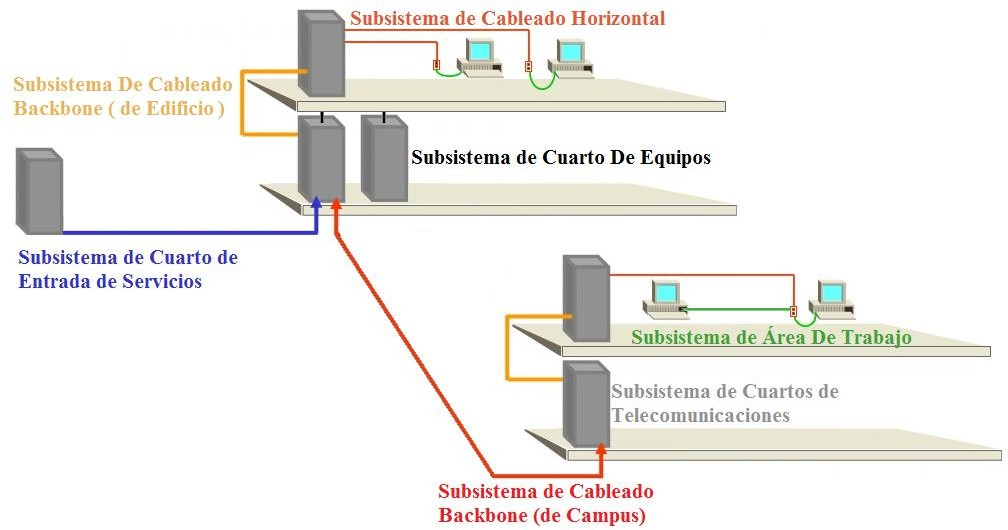 Subsistema de Cableado Horizontal
Subsistema De Cableado
Backbone ( de Edificio )
Subsistema de Cuarto De Equipos
Subsistema de Cuarto de
Entrada de Servicios
Subsistema de Área De Trabajo
Subsistema de Cuartos de
Telecomunicaciones
Subsistema de Cableado
Backbone (de Campus)